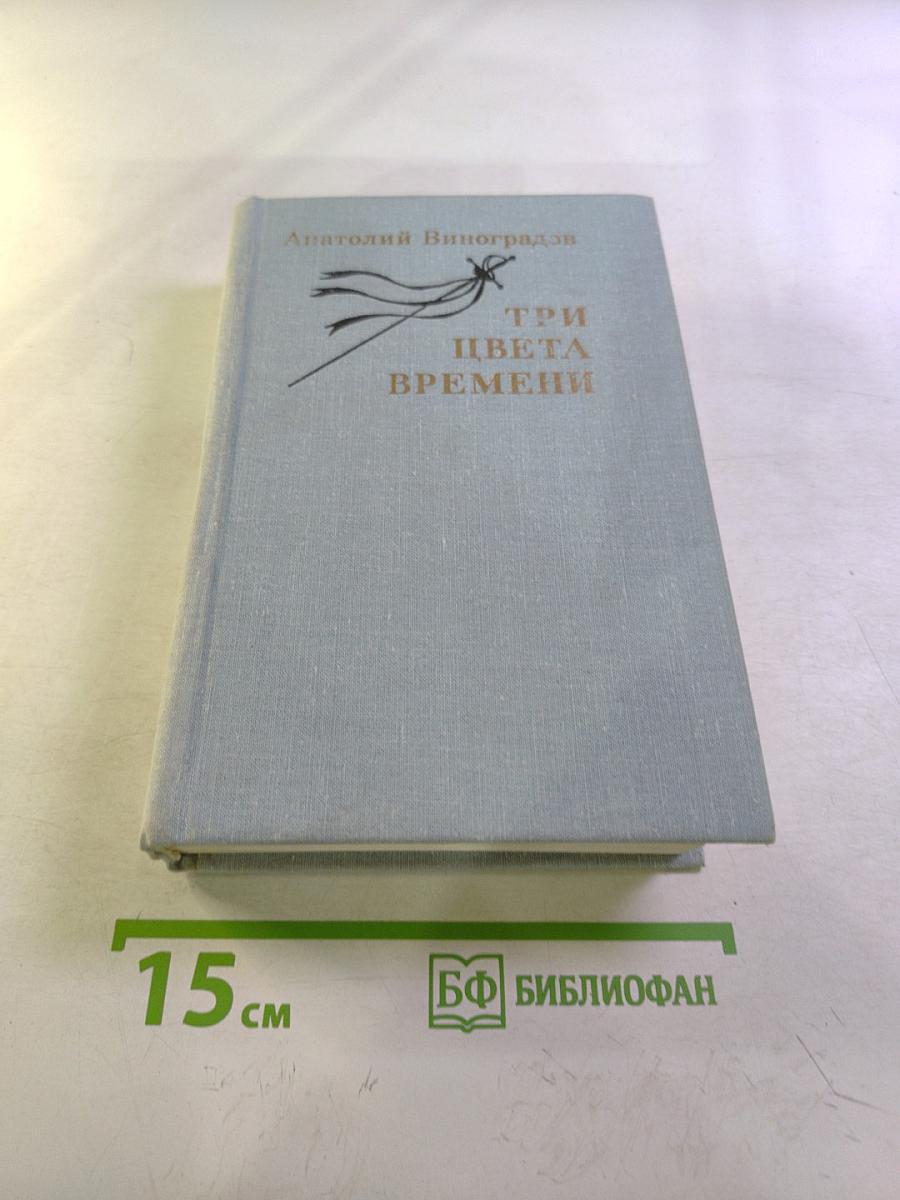 Анатолий Виноградов
ТРИ
ЦВЕТА
ВРЕМЕНИ
15 см
БФ БИБЛИОФАН